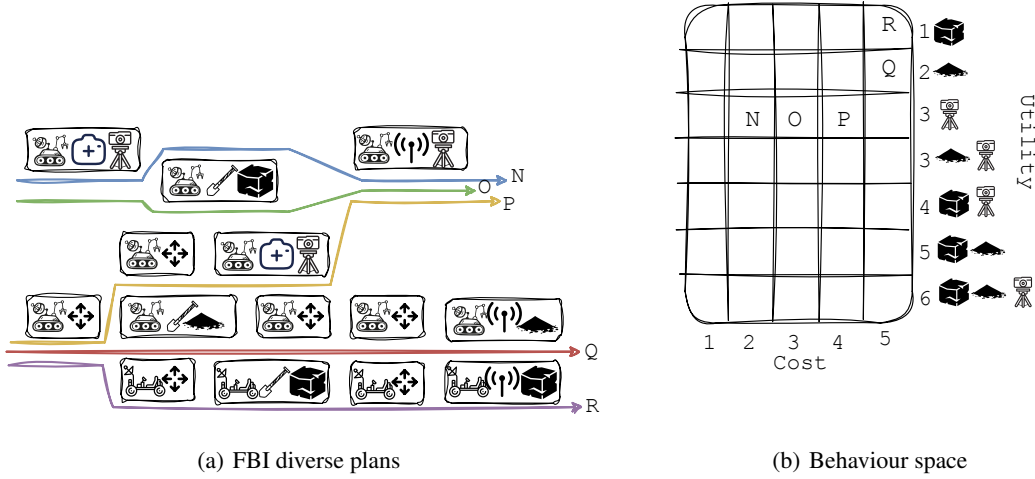 N
O
P
Q
R
(a) FBI diverse plans
R
Q
N O P
1
2
3
3
4
5
6
Utility
1 2 3 4 5
Cost
(b) Behaviour space